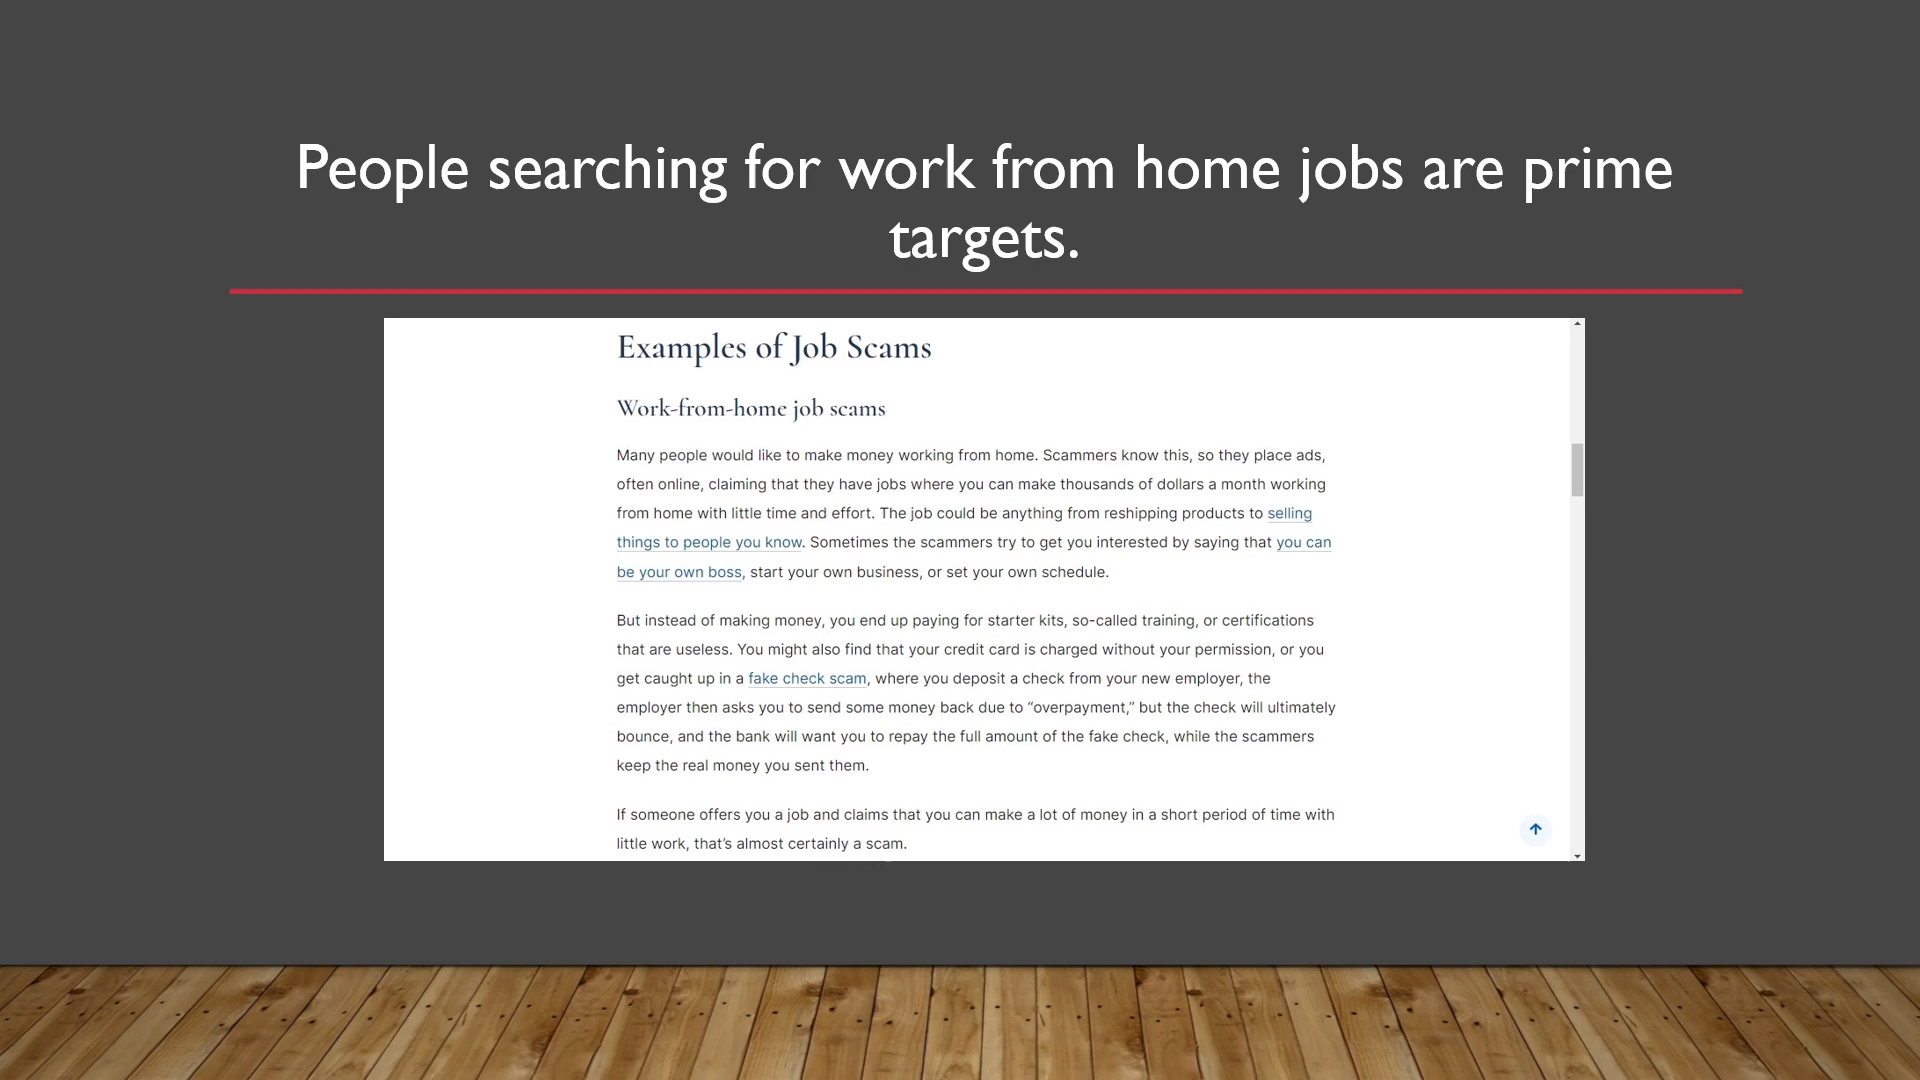 People searching for work from home jobs are prime
targets.
Examples of Job Scams
Work-from-home job scams
Many people would like to make money working from home. Scammers know this, so they place ads,
often online, claiming that they have jobs where you can make thousands of dollars a month working
from home with little time and effort. The job could be anything from reshipping products to selling
things to people you know. Sometimes the scammers try to get you interested by saying that you can
be your own boss, start your own business, or set your own schedule.
But instead of making money, you end up paying for starter kits, so-called training, or certifications
that are useless. You might also find that your credit card is charged without your permission, or you
get caught up in a fake check scam, where you deposit a check from your new employer, the
employer then asks you to send some money back due to “overpayment,” but the check will ultimately
bounce, and the bank will want you to repay the full amount of the fake check, while the scammers
keep the real money you sent them.
If someone offers you a job and claims that you can make a lot of money in a short period of time with
little work, that’s almost certainly a scam.